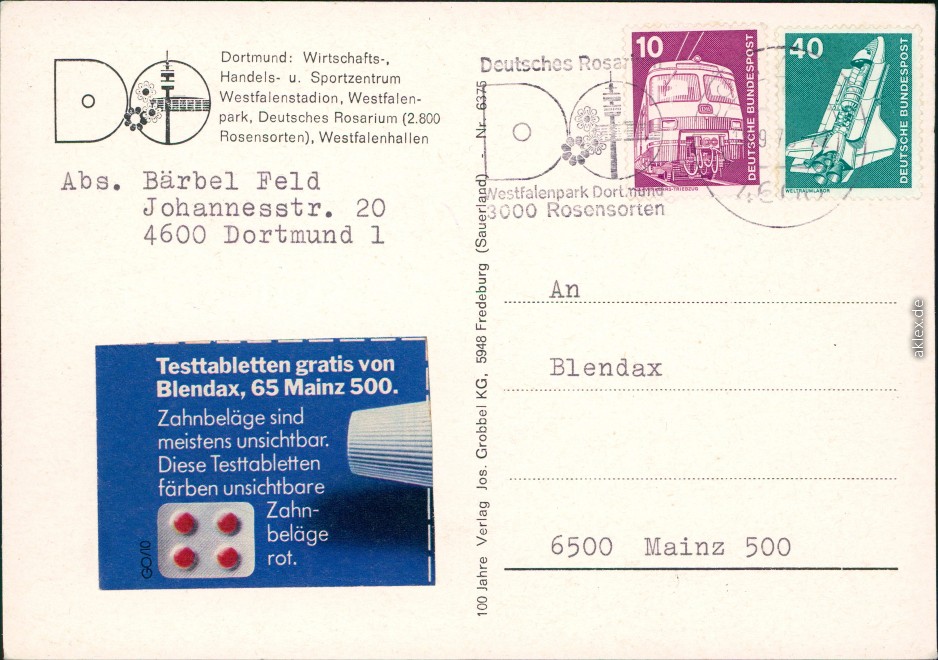 Dortmund: Wirtschafts-,
Handels- u. Sportzentrum
Westfalenstadion, Westfalen-
park, Deutsches Rosarium (2.800
Rosensorten), Westfalenhallen
Abs. Bärbel Feld
Johannesstr. 20
4600 Dortmund 1
Testtabletten gratis von
Blendax, 65 Mainz 500.
Zahnbeläge sind
meistens unsichtbar.
Diese Testtabletten
färben unsichtbare
Zahn-
beläge
rot.
GO/10
100 Jahre Verlag Jos. Grobbel KG, 5948 Fredeburg (Sauerland) - Nr. 6375
Deutsches
Westfalenpark Dortmund
3000 Rosensorten
10
DEUTSCHE BUNDESPOST
40
DEUTSCHE BUNDESPOST
WELTRAUMLABOR
An
Blendax
6500 Mainz 500
aklex.de